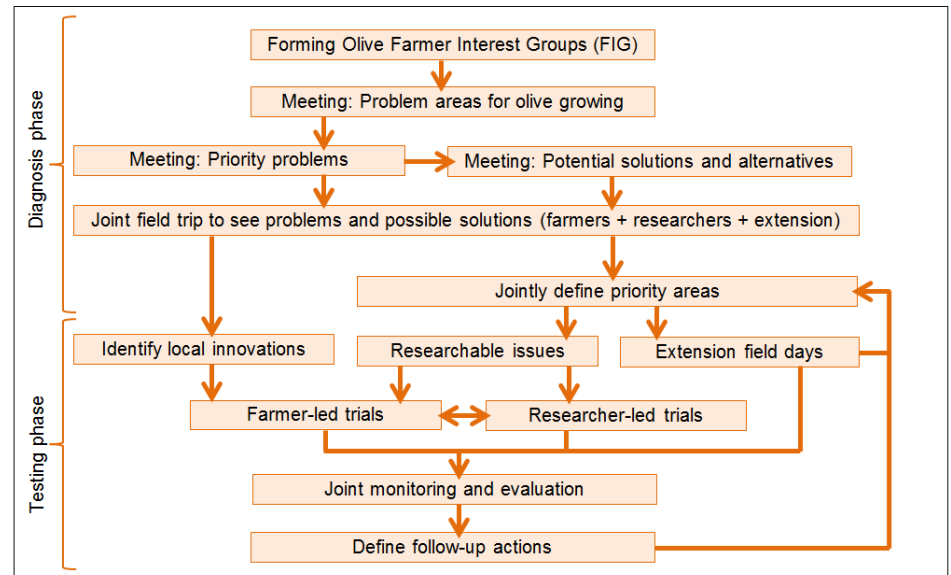 Forming Olive Farmer Interest Groups (FIG)
Meeting: Problem areas for olive growing
Meeting: Priority problems
Meeting: Potential solutions and alternatives
Joint field trip to see problems and possible solutions (farmers + researchers + extension)
Jointly define priority areas
Diagnosis phase
Identify local innovations
Researchable issues
Extension field days
Farmer-led trials
Researcher-led trials
Joint monitoring and evaluation
Define follow-up actions
Testing phase